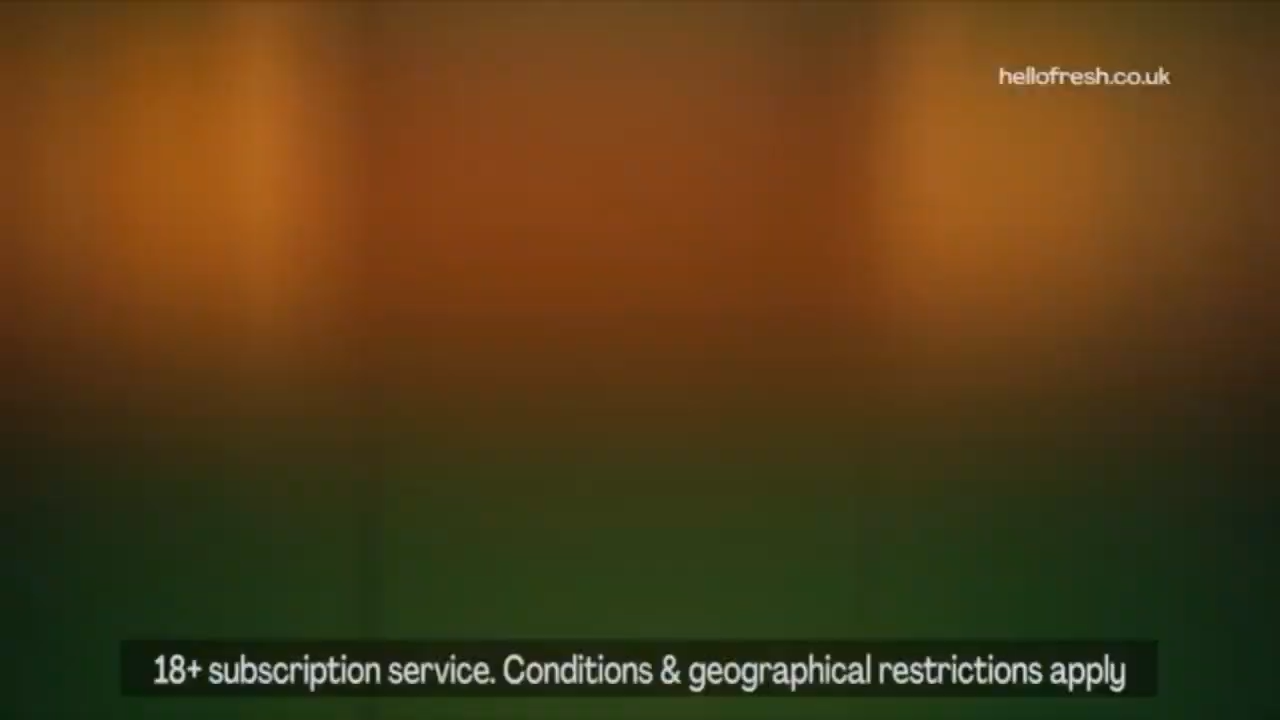 hellofresh.co.uk
18+ subscription service. Conditions & geographical restrictions apply